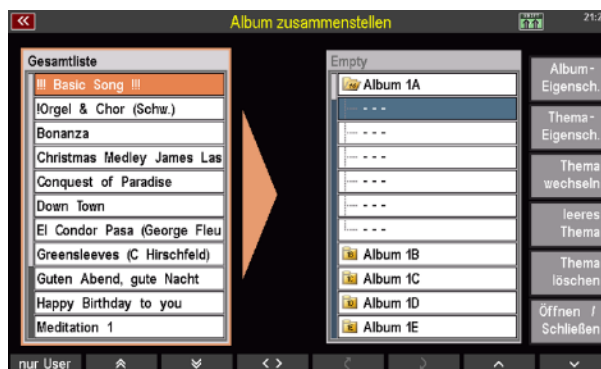 Album zusammenstellen
SHIFT
21:2
Gesamtliste
!!! Basic Song !!!
!Orgel & Chor (Schw.)
Bonanza
Christmas Medley James Las
Conquest of Paradise
Down Town
El Condor Pasa (George Fleu
Greensleeves (C Hirschfeld)
Guten Abend, gute Nacht
Happy Birthday to you
Meditation 1
Empty
Album 1A
- - -
- - -
- - -
- - -
- - -
- - -
Album 1B
Album 1C
Album 1D
Album 1E
Album-
Eigensch.
Thema-
Eigensch.
Thema
wechseln
leeres
Thema
Thema
löschen
Öffnen /
Schließen
nur User